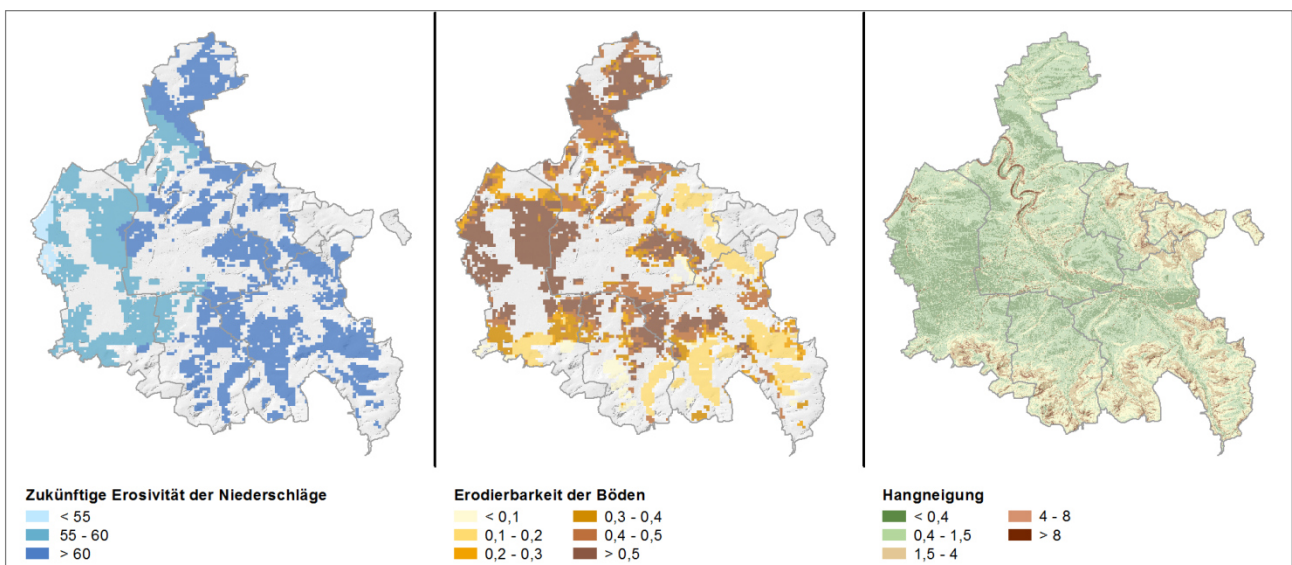 Zukünftige Erosivität der Niederschläge
< 55
55 - 60
> 60
Erodierbarkeit der Böden
< 0,1
0,1 - 0,2
0,2 - 0,3
0,3 - 0,4
0,4 - 0,5
> 0,5
Hangneigung
< 0,4
0,4 - 1,5
1,5 - 4
4 - 8
> 8